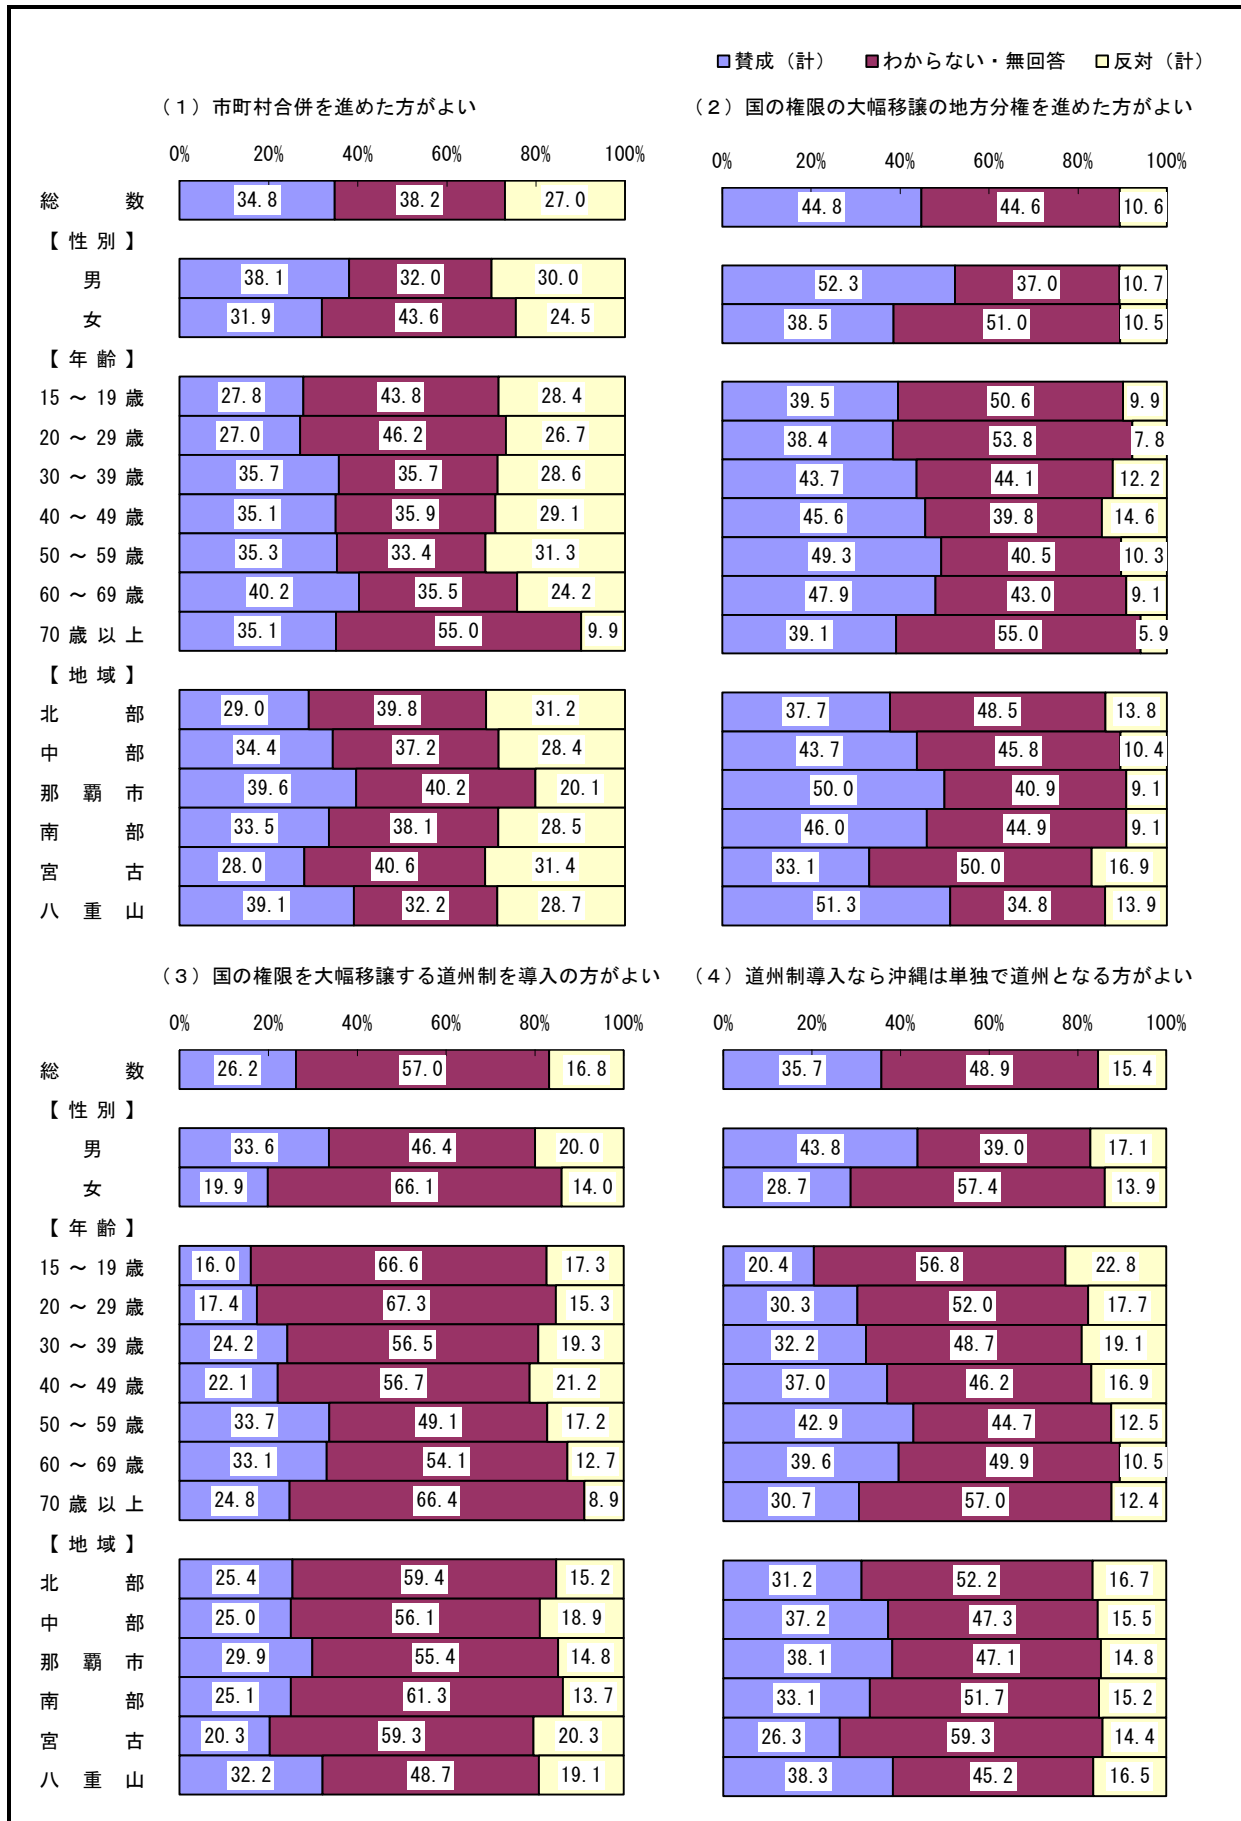 賛成（計） わからない・無回答 反対（計）
（１）市町村合併を進めた方がよい
0% 20% 40% 60% 80% 100%
総数 34.8 38.2 27.0
【性別】
男 38.1 32.0 30.0
女 31.9 43.6 24.5
【年齢】
15～19歳 27.8 43.8 28.4
20～29歳 27.0 46.2 26.7
30～39歳 35.7 35.7 28.6
40～49歳 35.1 35.9 29.1
50～59歳 35.3 33.4 31.3
60～69歳 40.2 35.5 24.2
70歳以上 35.1 55.0 9.9
【地域】
北部 29.0 39.8 31.2
中部 34.4 37.2 28.4
那覇市 39.6 40.2 20.1
南部 33.5 38.1 28.5
宮古 28.0 40.6 31.4
八重山 39.1 32.2 28.7
（２）国の権限の大幅移譲の地方分権を進めた方がよい
0% 20% 40% 60% 80% 100%
44.8 44.6 10.6
52.3 37.0 10.7
38.5 51.0 10.5
39.5 50.6 9.9
38.4 53.8 7.8
43.7 44.1 12.2
45.6 39.8 14.6
49.3 40.5 10.3
47.9 43.0 9.1
39.1 55.0 5.9
37.7 48.5 13.8
43.7 45.8 10.4
50.0 40.9 9.1
46.0 44.9 9.1
33.1 50.0 16.9
51.3 34.8 13.9
（３）国の権限を大幅移譲する道州制を導入の方がよい
0% 20% 40% 60% 80% 100%
総数 26.2 57.0 16.8
【性別】
男 33.6 46.4 20.0
女 19.9 66.1 14.0
【年齢】
15～19歳 16.0 66.6 17.3
20～29歳 17.4 67.3 15.3
30～39歳 24.2 56.5 19.3
40～49歳 22.1 56.7 21.2
50～59歳 33.7 49.1 17.2
60～69歳 33.1 54.1 12.7
70歳以上 24.8 66.4 8.9
【地域】
北部 25.4 59.4 15.2
中部 25.0 56.1 18.9
那覇市 29.9 55.4 14.8
南部 25.1 61.3 13.7
宮古 20.3 59.3 20.3
八重山 32.2 48.7 19.1
（４）道州制導入なら沖縄は単独で道州となる方がよい
0% 20% 40% 60% 80% 100%
35.7 48.9 15.4
43.8 39.0 17.1
28.7 57.4 13.9
20.4 56.8 22.8
30.3 52.0 17.7
32.2 48.7 19.1
37.0 46.2 16.9
42.9 44.7 12.5
39.6 49.9 10.5
30.7 57.0 12.4
31.2 52.2 16.7
37.2 47.3 15.5
38.1 47.1 14.8
33.1 51.7 15.2
26.3 59.3 14.4
38.3 45.2 16.5